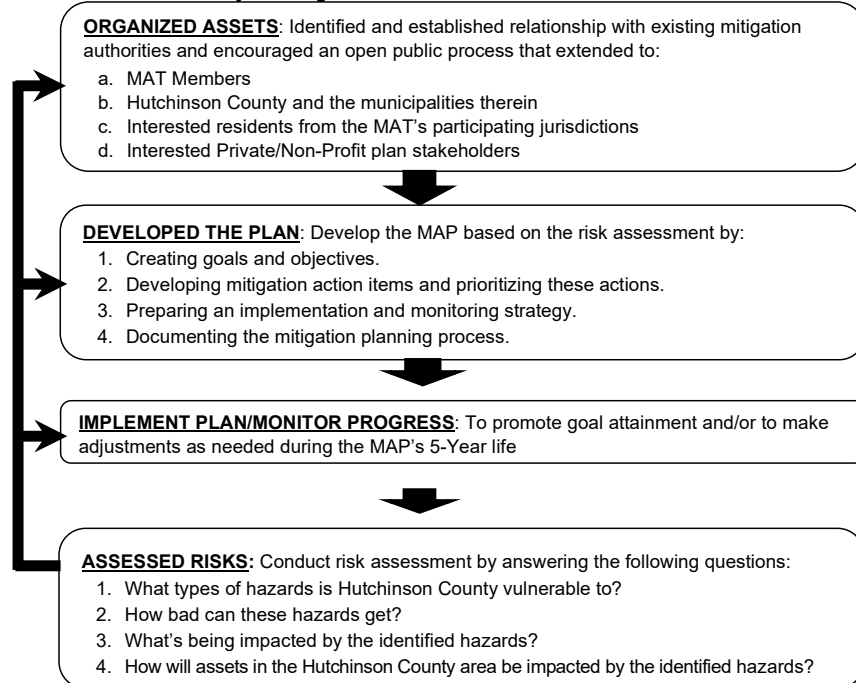 ORGANIZED ASSETS: Identified and established relationship with existing mitigation
authorities and encouraged an open public process that extended to:
a. MAT Members
b. Hutchinson County and the municipalities therein
c. Interested residents from the MAT's participating jurisdictions
d. Interested Private/Non-Profit plan stakeholders
DEVELOPED THE PLAN: Develop the MAP based on the risk assessment by:
1. Creating goals and objectives.
2. Developing mitigation action items and prioritizing these actions.
3. Preparing an implementation and monitoring strategy.
4. Documenting the mitigation planning process.
IMPLEMENT PLAN/MONITOR PROGRESS: To promote goal attainment and/or to make
adjustments as needed during the MAP's 5-Year life
ASSESSED RISKS: Conduct risk assessment by answering the following questions:
1. What types of hazards is Hutchinson County vulnerable to?
2. How bad can these hazards get?
3. What's being impacted by the identified hazards?
4. How will assets in the Hutchinson County area be impacted by the identified hazards?